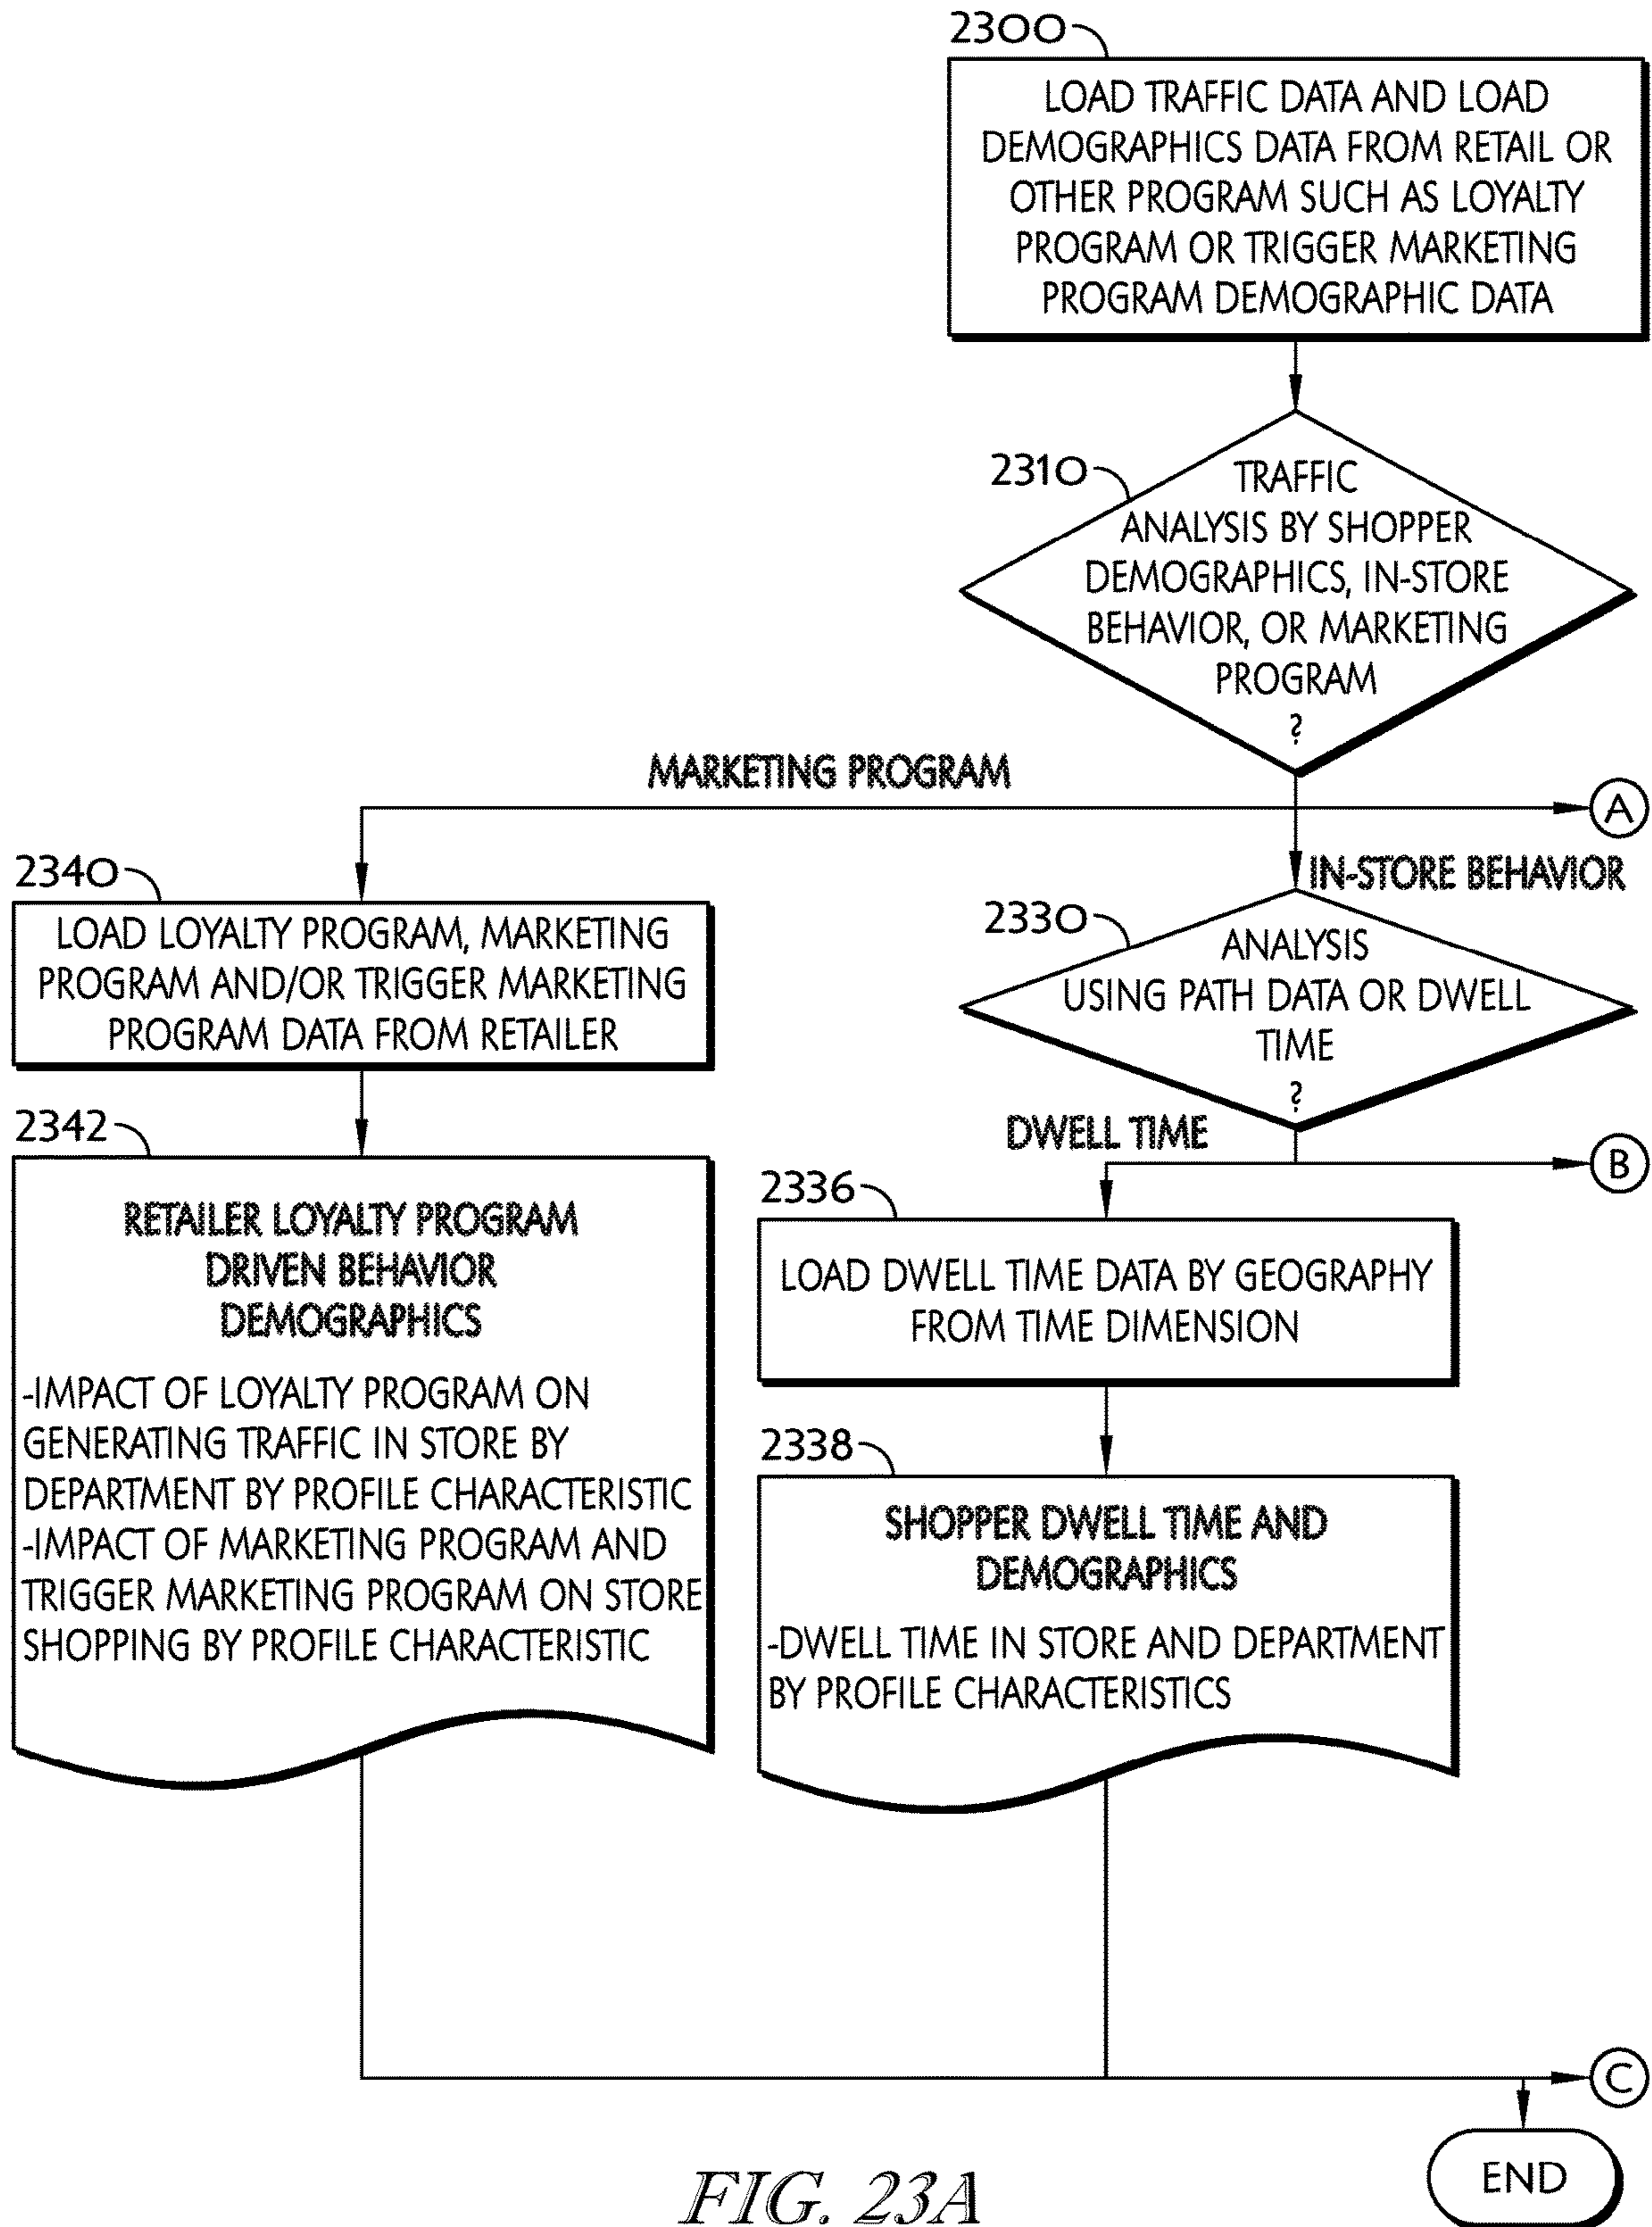 2300
LOAD TRAFFIC DATA AND LOAD
DEMOGRAPHICS DATA FROM RETAIL OR
OTHER PROGRAM SUCH AS LOYALTY
PROGRAM OR TRIGGER MARKETING
PROGRAM DEMOGRAPHIC DATA
2310
TRAFFIC
ANALYSIS BY SHOPPER
DEMOGRAPHICS, IN-STORE
BEHAVIOR, OR MARKETING
PROGRAM
?
MARKETING PROGRAM
A
IN-STORE BEHAVIOR
2340
LOAD LOYALTY PROGRAM, MARKETING
PROGRAM AND/OR TRIGGER MARKETING
PROGRAM DATA FROM RETAILER
2330
ANALYSIS
USING PATH DATA OR DWELL
TIME
?
DWELL TIME
B
2342
RETAILER LOYALTY PROGRAM
DRIVEN BEHAVIOR
DEMOGRAPHICS
-IMPACT OF LOYALTY PROGRAM ON
GENERATING TRAFFIC IN STORE BY
DEPARTMENT BY PROFILE CHARACTERISTIC
-IMPACT OF MARKETING PROGRAM AND
TRIGGER MARKETING PROGRAM ON STORE
SHOPPING BY PROFILE CHARACTERISTIC
2336
LOAD DWELL TIME DATA BY GEOGRAPHY
FROM TIME DIMENSION
2338
SHOPPER DWELL TIME AND
DEMOGRAPHICS
-DWELL TIME IN STORE AND DEPARTMENT
BY PROFILE CHARACTERISTICS
C
END
FIG. 23A